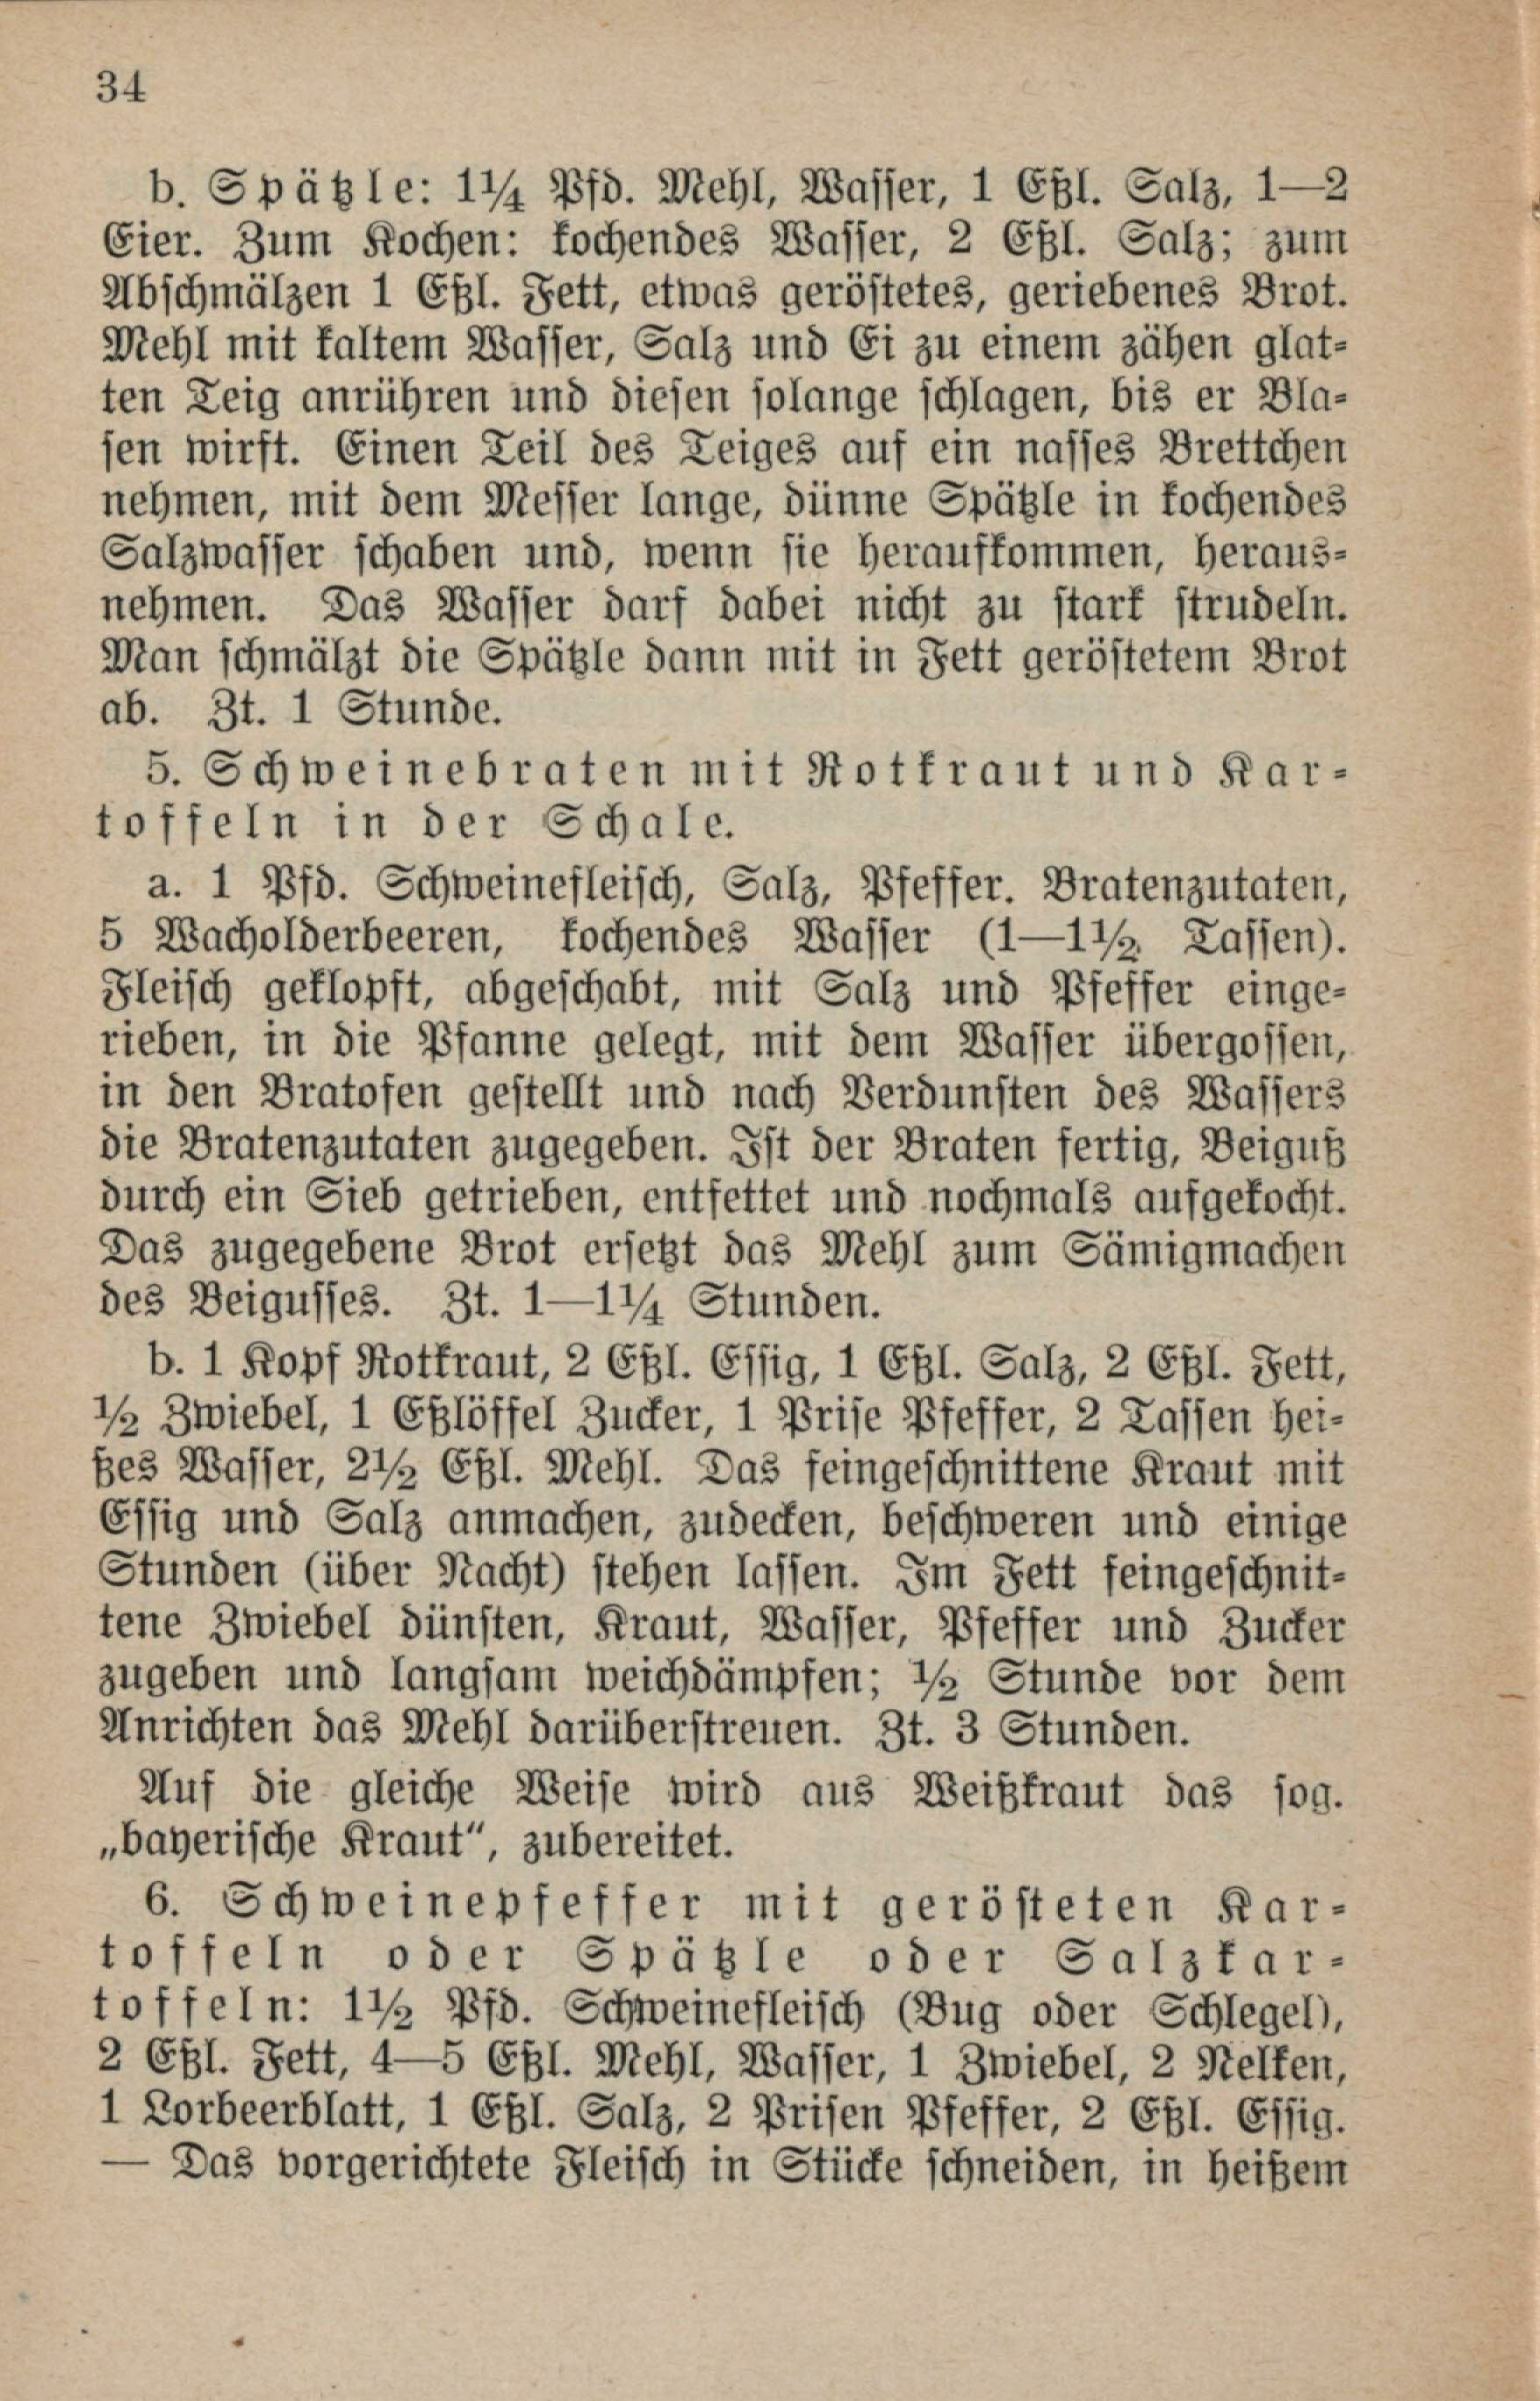 34
b. Spätzle: 1¼ Pfd. Mehl, Wasser, 1 Eßl. Salz, 1—2
Eier. Zum Kochen: kochendes Wasser, 2 Eßl. Salz; zum
Abschmälzen 1 Eßl. Fett, etwas geröstetes, geriebenes Brot.
Mehl mit kaltem Wasser, Salz und Ei zu einem zähen glat-
ten Teig anrühren und diesen solange schlagen, bis er Bla-
sen wirft. Einen Teil des Teiges auf ein nasses Brettchen
nehmen, mit dem Messer lange, dünne Spätzle in kochendes
Salzwasser schaben und, wenn sie heraufkommen, heraus-
nehmen. Das Wasser darf dabei nicht zu stark strudeln.
Man schmälzt die Spätzle dann mit in Fett geröstetem Brot
ab. Zt. 1 Stunde.
5. Schweinebraten mit Rotkraut und Kar-
toffeln in der Schale.
a. 1 Pfd. Schweinefleisch, Salz, Pfeffer. Bratenzutaten,
5 Wacholderbeeren, kochendes Wasser (1—1½ Tassen).
Fleisch geklopft, abgeschabt, mit Salz und Pfeffer einge-
rieben, in die Pfanne gelegt, mit dem Wasser übergossen,
in den Bratofen gestellt und nach Verdunsten des Wassers
die Bratenzutaten zugegeben. Ist der Braten fertig, Beiguß
durch ein Sieb getrieben, entfettet und nochmals aufgekocht.
Das zugegebene Brot ersetzt das Mehl zum Sämigmachen
des Beigusses. Zt. 1—1¼ Stunden.
b. 1 Kopf Rotkraut, 2 Eßl. Essig, 1 Eßl. Salz, 2 Eßl. Fett,
½ Zwiebel, 1 Eßlöffel Zucker, 1 Prise Pfeffer, 2 Tassen hei-
ßes Wasser, 2½ Eßl. Mehl. Das feingeschnittene Kraut mit
Essig und Salz anmachen, zudecken, beschweren und einige
Stunden (über Nacht) stehen lassen. Im Fett feingeschnit-
tene Zwiebel dünsten, Kraut, Wasser, Pfeffer und Zucker
zugeben und langsam weichdämpfen; ½ Stunde vor dem
Anrichten das Mehl darüberstreuen. Zt. 3 Stunden.
Auf die gleiche Weise wird aus Weißkraut das sog.
„bayerische Kraut“, zubereitet.
6. Schweinepfeffer mit gerösteten Kar-
toffeln oder Spätzle oder Salzkar-
toffeln: 1½ Pfd. Schweinefleisch (Bug oder Schlegel),
2 Eßl. Fett, 4—5 Eßl. Mehl, Wasser, 1 Zwiebel, 2 Nelken,
1 Lorbeerblatt, 1 Eßl. Salz, 2 Prisen Pfeffer, 2 Eßl. Essig.
— Das vorgerichtete Fleisch in Stücke schneiden, in heißem